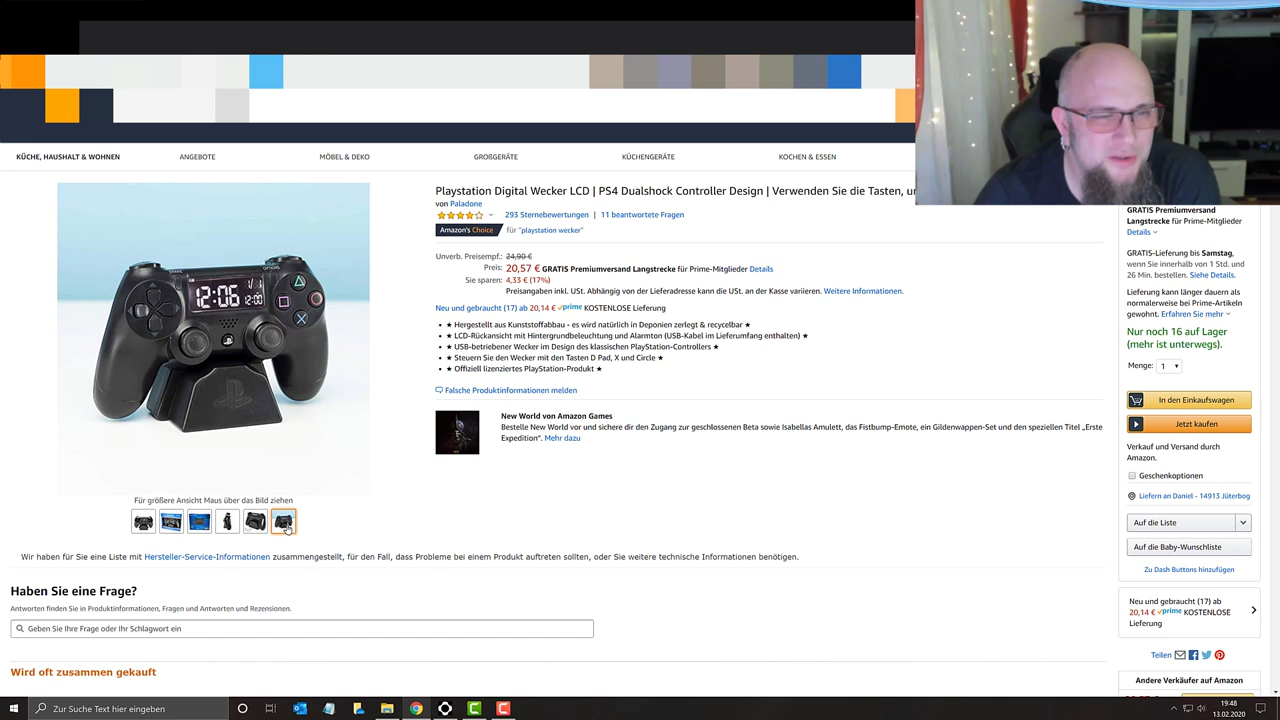 KÜCHE, HAUSHALT & WOHNEN
ANGEBOTE
MÖBEL & DEKO
GROßGERÄTE
KÜCHENGERÄTE
KOCHEN & ESSEN
Playstation Digital Wecker LCD | PS4 Dualshock Controller Design | Verwenden Sie die Tasten,
von Paladone
293 Sternebewertungen | 11 beantwortete Fragen
Amazon's Choice für "playstation wecker"
Unverb. Preisempf.: 24,90 €
Preis: 20,57 € GRATIS Premiumversand Langstrecke für Prime-Mitglieder Details
Sie sparen: 4,33 € (17%)
Preisangaben inkl. USt. Abhängig von der Lieferadresse kann die USt. an der Kasse variieren. Weitere Informationen.
Neu und gebraucht (17) ab 20,14 € prime KOSTENLOSE Lieferung
• ★ Hergestellt aus Kunststoffabbau - es wird natürlich in Deponien zerlegt & recycelbar ★
• ★ LCD-Rückansicht mit Hintergrundbeleuchtung und Alarmton (USB-Kabel im Lieferumfang enthalten) ★
• ★ USB-betriebener Wecker im Design des klassischen PlayStation-Controllers ★
• ★ Steuern Sie den Wecker mit den Tasten D Pad, X und Circle ★
• ★ Offiziell lizenziertes PlayStation-Produkt ★
Falsche Produktinformationen melden
New World von Amazon Games
Bestelle New World vor und sichere dir den Zugang zur geschlossenen Beta sowie Isabellas Amulett, das Fistbump-Emote, ein Gildenwappen-Set und den speziellen Titel „Erste
Expedition“. Mehr dazu
12:06
12:00
Für größere Ansicht Maus über das Bild ziehen
Wir haben für Sie eine Liste mit Hersteller-Service-Informationen zusammengestellt, für den Fall, dass Probleme bei einem Produkt auftreten sollten, oder Sie weitere technische Informationen benötigen.
Haben Sie eine Frage?
Antworten finden Sie in Produktinformationen, Fragen und Antworten und Rezensionen.
Geben Sie Ihre Frage oder Ihr Schlagwort ein
Wird oft zusammen gekauft
GRATIS Premiumversand
Langstrecke für Prime-Mitglieder
Details
GRATIS-Lieferung bis Samstag,
wenn Sie innerhalb von 1 Std. und
26 Min. bestellen. Siehe Details.
Lieferung kann länger dauern als
normalerweise bei Prime-Artikeln
gewohnt. Erfahren Sie mehr
Nur noch 16 auf Lager
(mehr ist unterwegs).
Menge: 1
In den Einkaufswagen
Jetzt kaufen
Verkauf und Versand durch
Amazon.
Geschenkoptionen
Liefern an Daniel - 14913 Jüterbog
Auf die Liste
Auf die Baby-Wunschliste
Zu Dash Buttons hinzufügen
Neu und gebraucht (17) ab
20,14 € prime KOSTENLOSE
Lieferung
Teilen
Andere Verkäufer auf Amazon
Zur Suche Text hier eingeben
19:48
13.02.2020